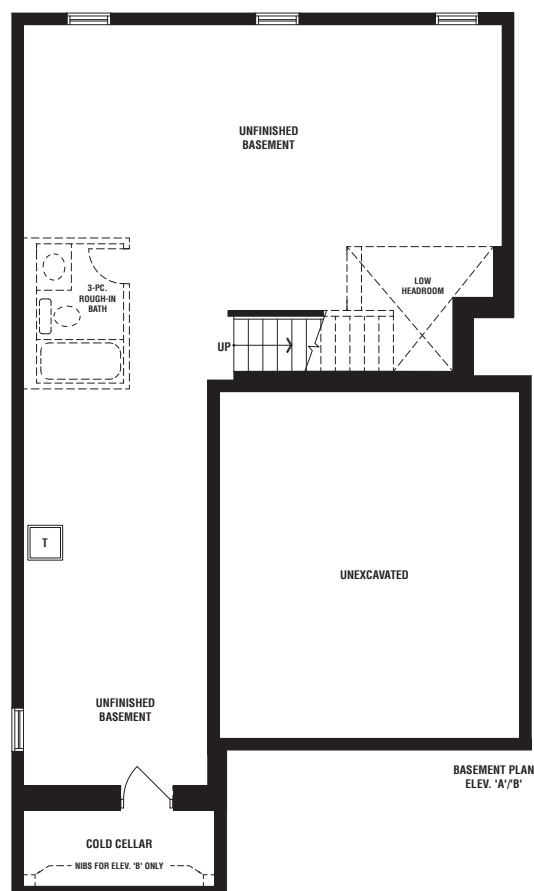 UNFINISHED
BASEMENT
3-PC.
ROUGH-IN
BATH
LOW
HEADROOM
UP
T
UNEXCAVATED
UNFINISHED
BASEMENT
BASEMENT PLAN
ELEV. 'A'/'B'
COLD CELLAR
NIBS FOR ELEV. 'B' ONLY